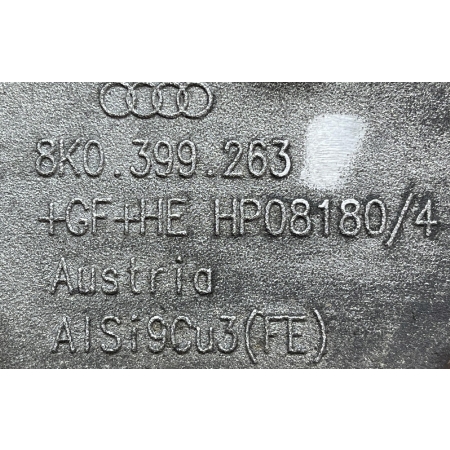 8K0.399.263
+GF+HE HP08180/4
Austria
AlSi9Cu3(FE)